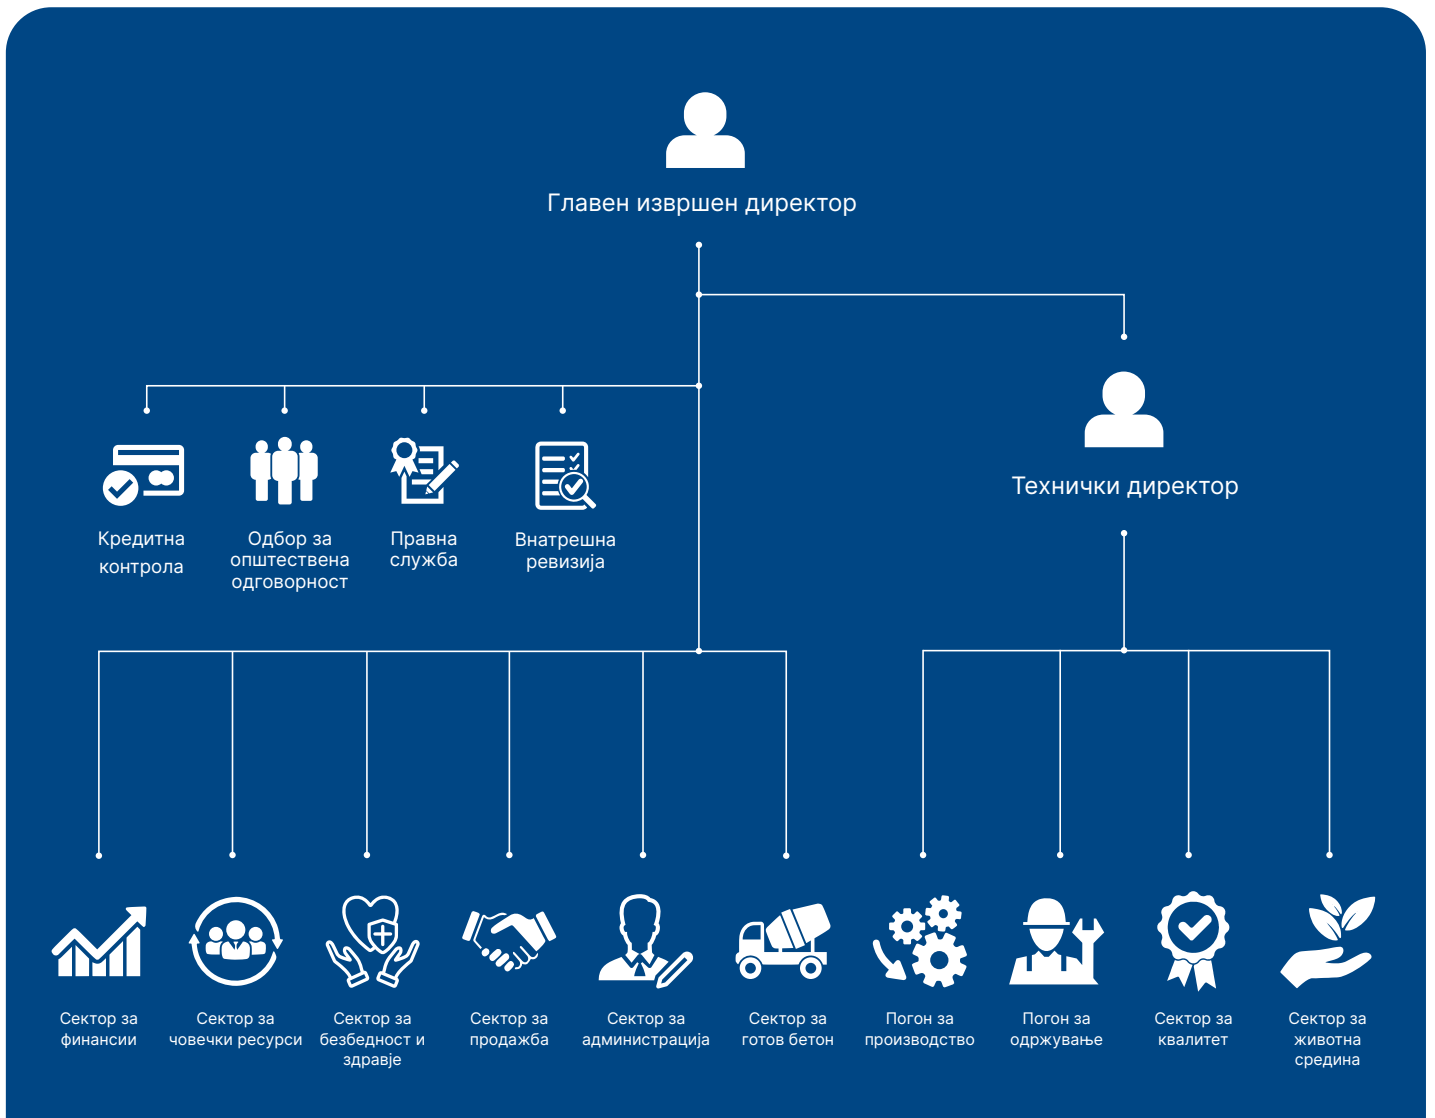 Главен извршен директор
Технички директор
Кредитна
контрола
Одбор за
општествена
одговорност
Правна
служба
Внатрешна
ревизија
Сектор за
финансии
Сектор за
човечки ресурси
Сектор за
безбедност и
здравје
Сектор за
продажба
Сектор за
администрација
Сектор за
готов бетон
Погон за
производство
Погон за
одржување
Сектор за
квалитет
Сектор за
животна
средина